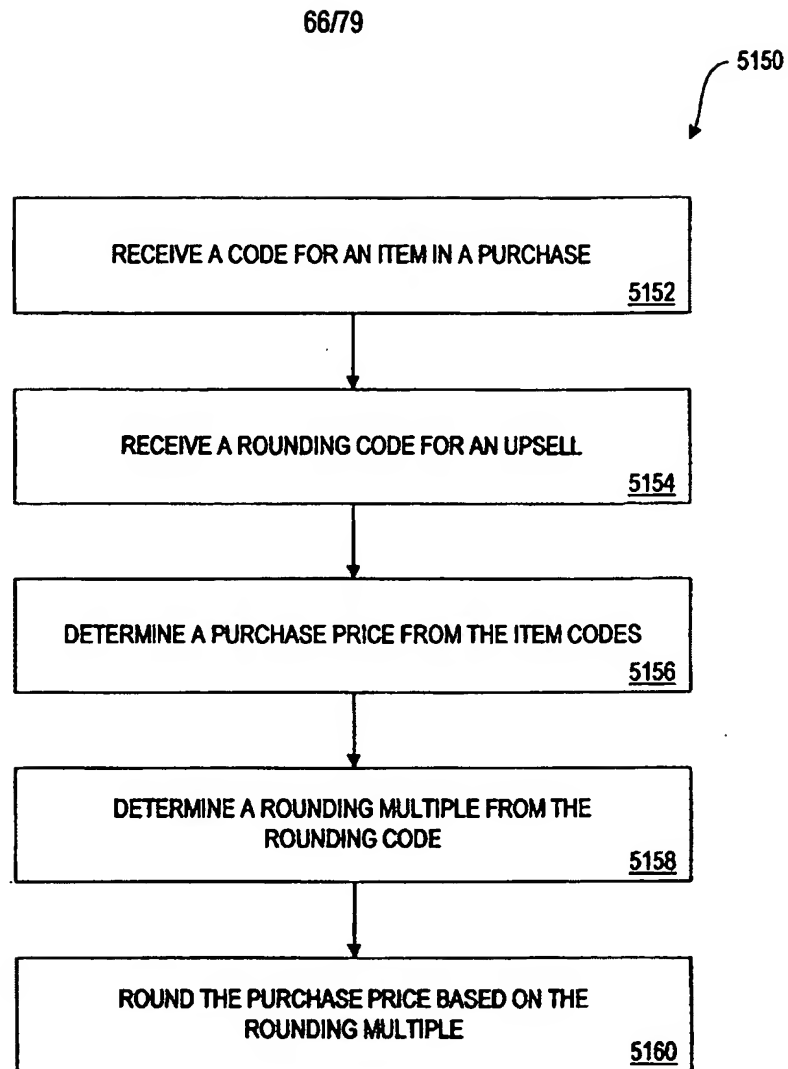 66/79
5150
RECEIVE A CODE FOR AN ITEM IN A PURCHASE
5152
RECEIVE A ROUNDING CODE FOR AN UPSELL
5154
DETERMINE A PURCHASE PRICE FROM THE ITEM CODES
5156
DETERMINE A ROUNDING MULTIPLE FROM THE
ROUNDING CODE
5158
ROUND THE PURCHASE PRICE BASED ON THE
ROUNDING MULTIPLE
5160